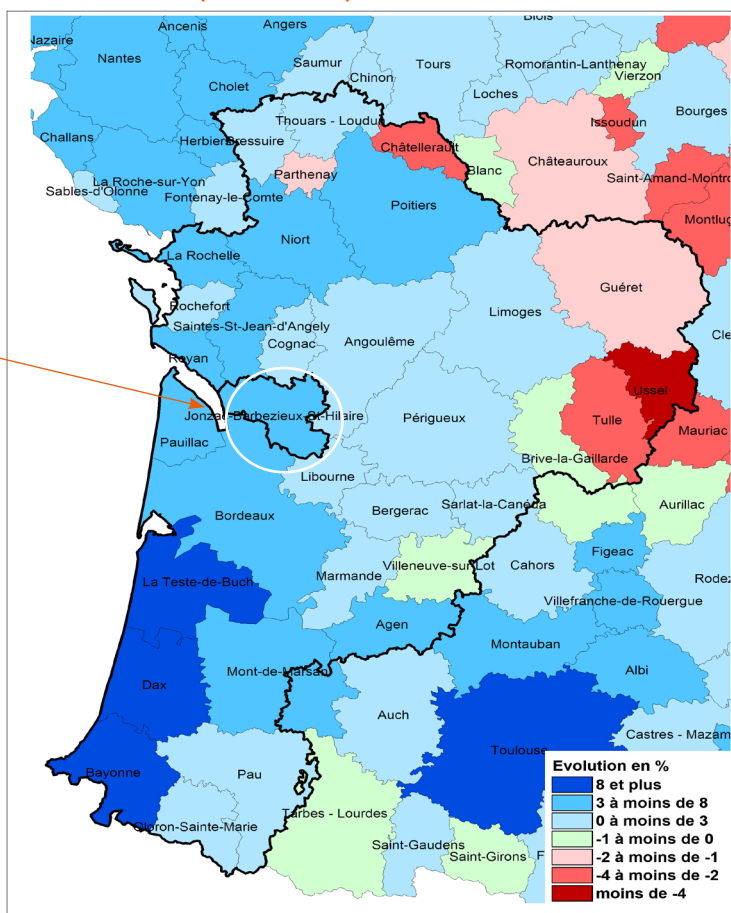 Ancenis
Angers
Blois
Nazaire
Nantes
Saumur
Tours
Romorantin-Lanthenay
Vierzon
Chinon
Cholet
Loches
Bourges
Thouars - Loudun
Issoudun
Challans
Herbiers
Bressuire
Châtellerault
Châteauroux
Blanc
Parthenay
Saint-Amand-Montro
La Roche-sur-Yon
Sables-d'Olonne
Fontenay-le-Comte
Poitiers
Montluç
Niort
La Rochelle
Guéret
Rochefort
Limoges
Saintes-St-Jean-d'Angely
Cle
Cognac
Angoulême
Royan
Ussel
Jonzac-Barbezieux-St-Hilaire
Périgueux
Tulle
Mauriac
Pauillac
Brive-la-Gaillarde
Libourne
Sarlat-la-Canéda
Aurillac
Bergerac
Bordeaux
Figeac
Villeneuve-sur-Lot
Cahors
Marmande
La Teste-de-Buch
Rodez
Villefranche-de-Rouergue
Agen
Montauban
Mont-de-Marsan
Albi
Dax
Auch
Castres - Mazam
Toulouse
Bayonne
Pau
Tarbes - Lourdes
Oloron-Sainte-Marie
Saint-Gaudens
Saint-Girons
F
Evolution en %
8 et plus
3 à moins de 8
0 à moins de 3
-1 à moins de 0
-2 à moins de -1
-4 à moins de -2
moins de -4